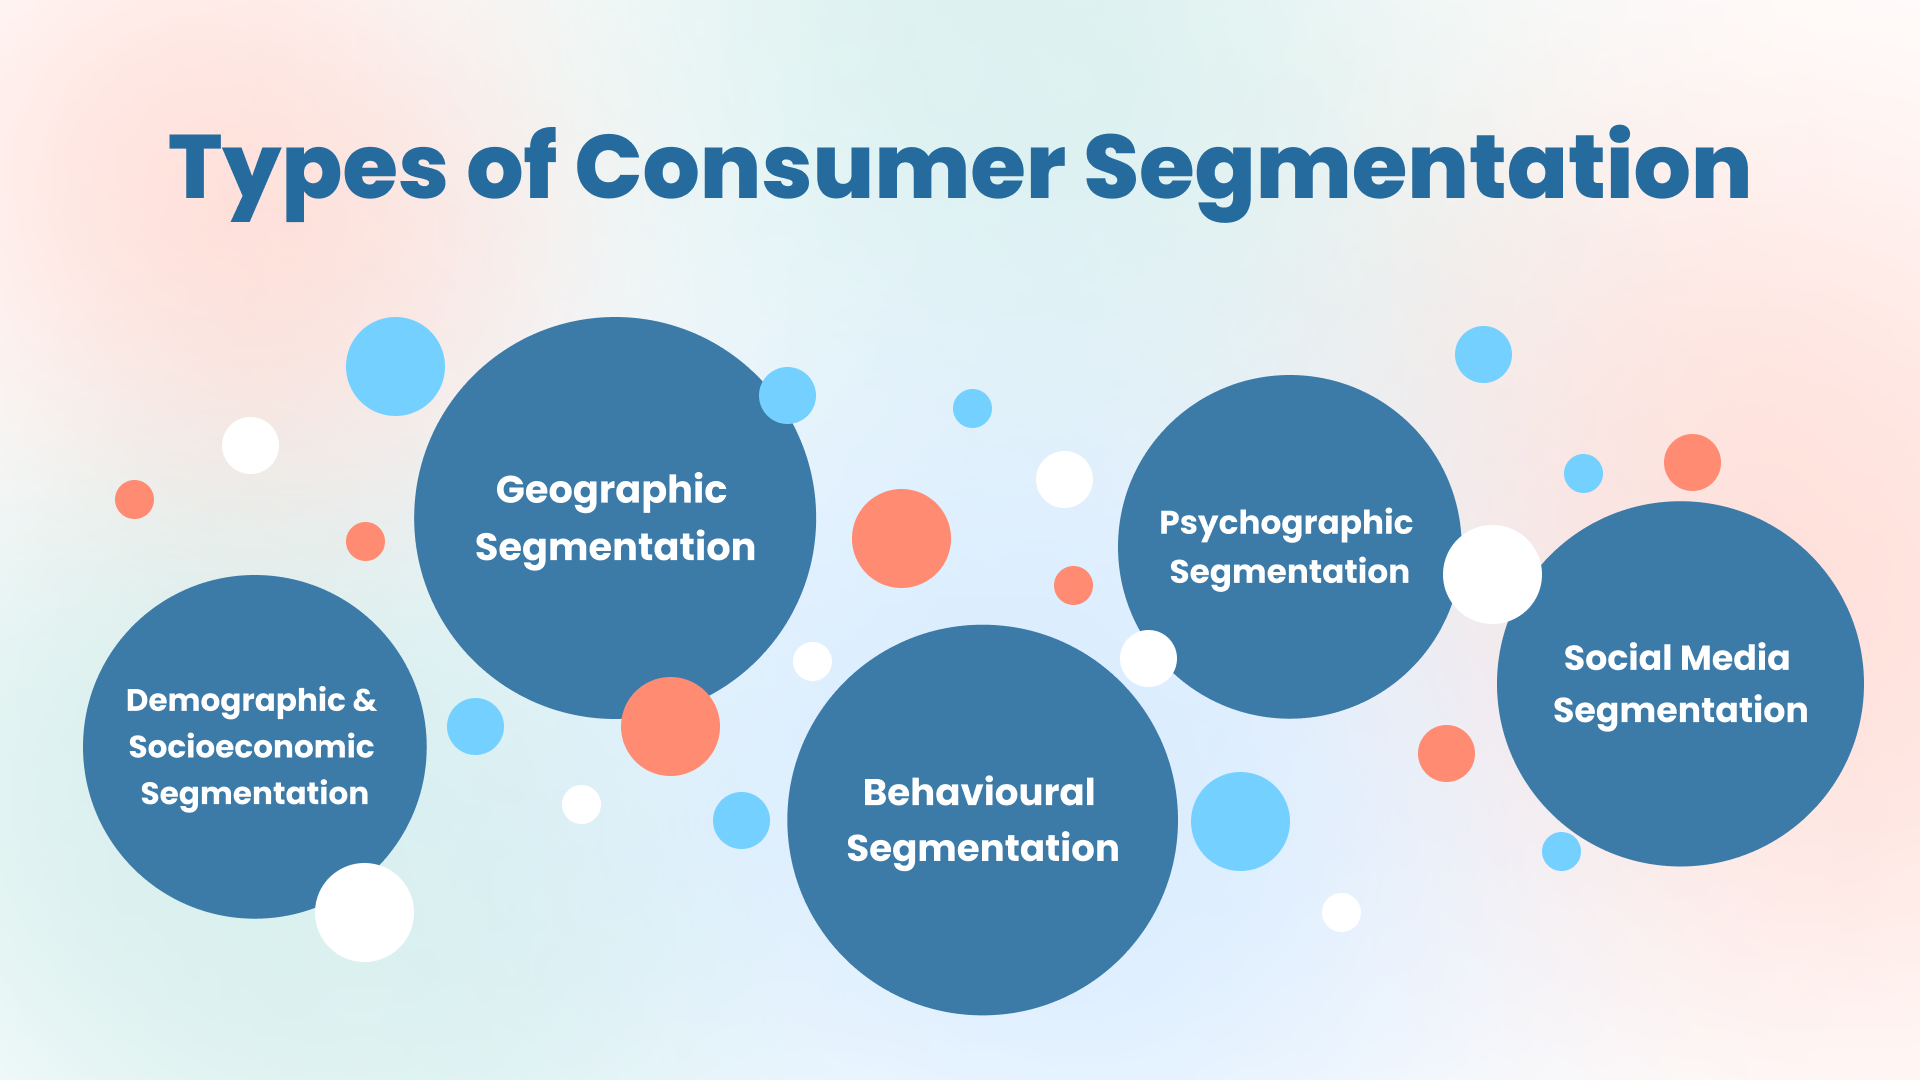 Types of Consumer Segmentation
Demographic &
Socioeconomic
Segmentation
Geographic
Segmentation
Behavioural
Segmentation
Psychographic
Segmentation
Social Media
Segmentation